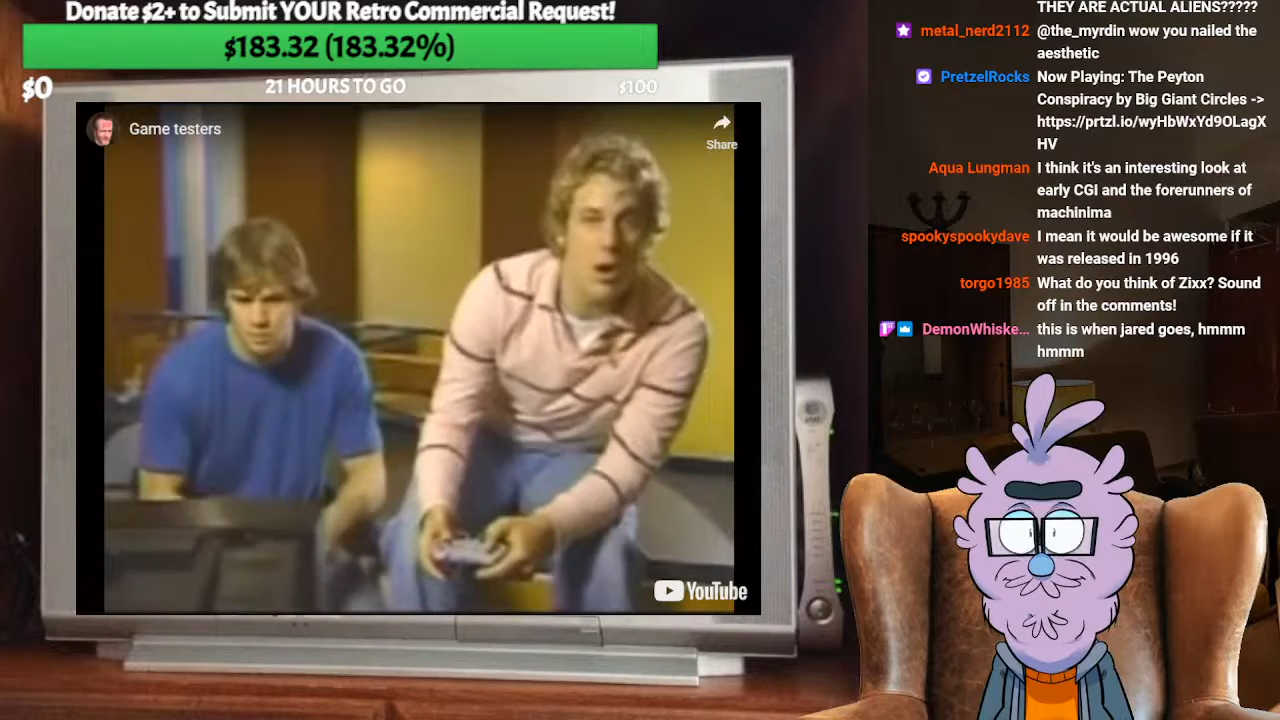 Donate $2+ to Submit YOUR Retro Commercial Request!
$183.32 (183.32%)
$0
21 HOURS TO GO
$100
Game testers
Share
YouTube
THEY ARE ACTUAL ALIENS?????
metal_nerd2112 @the_myrdin wow you nailed the
aesthetic
PretzelRocks Now Playing: The Peyton
Conspiracy by Big Giant Circles ->
https://prtzl.io/wyHbWxYd9OLagX
HV
Aqua Lungman I think it's an interesting look at
early CGI and the forerunners of
machinima
spookyspookydave I mean it would be awesome if it
was released in 1996
torgo1985 What do you think of Zixx? Sound
off in the comments!
DemonWhiske... this is when jared goes, hmmm
hmmm